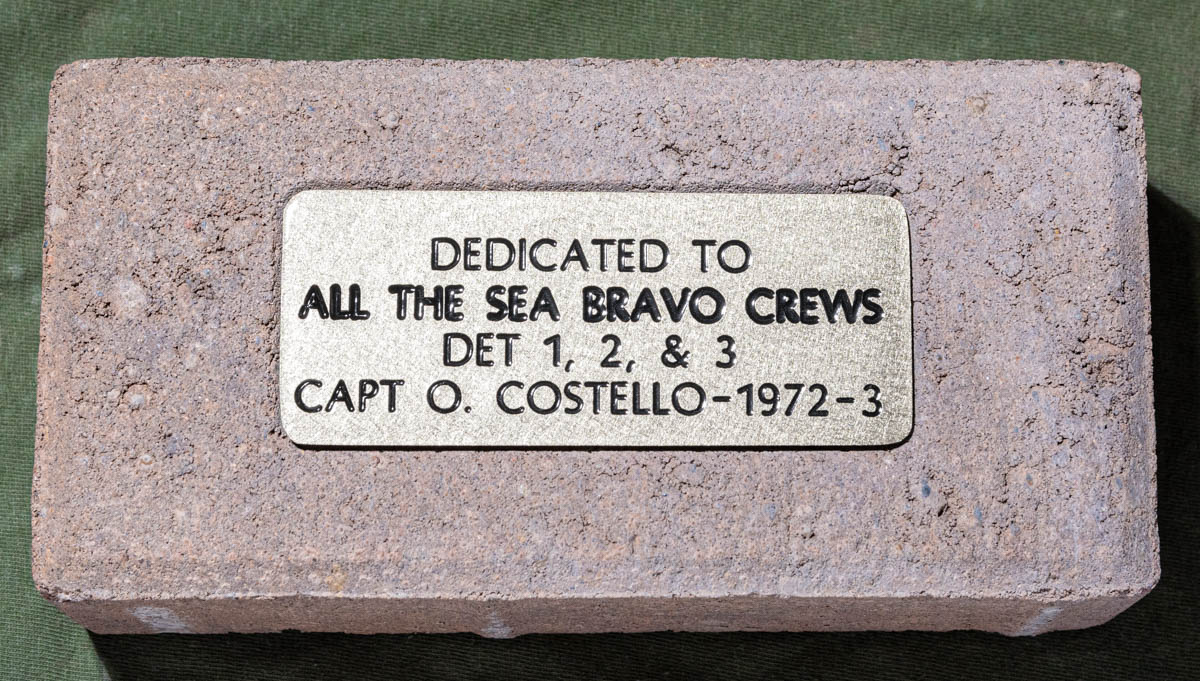 DEDICATED TO
ALL THE SEA BRAVO CREWS
DET 1, 2, & 3
CAPT O. COSTELLO-1972-3